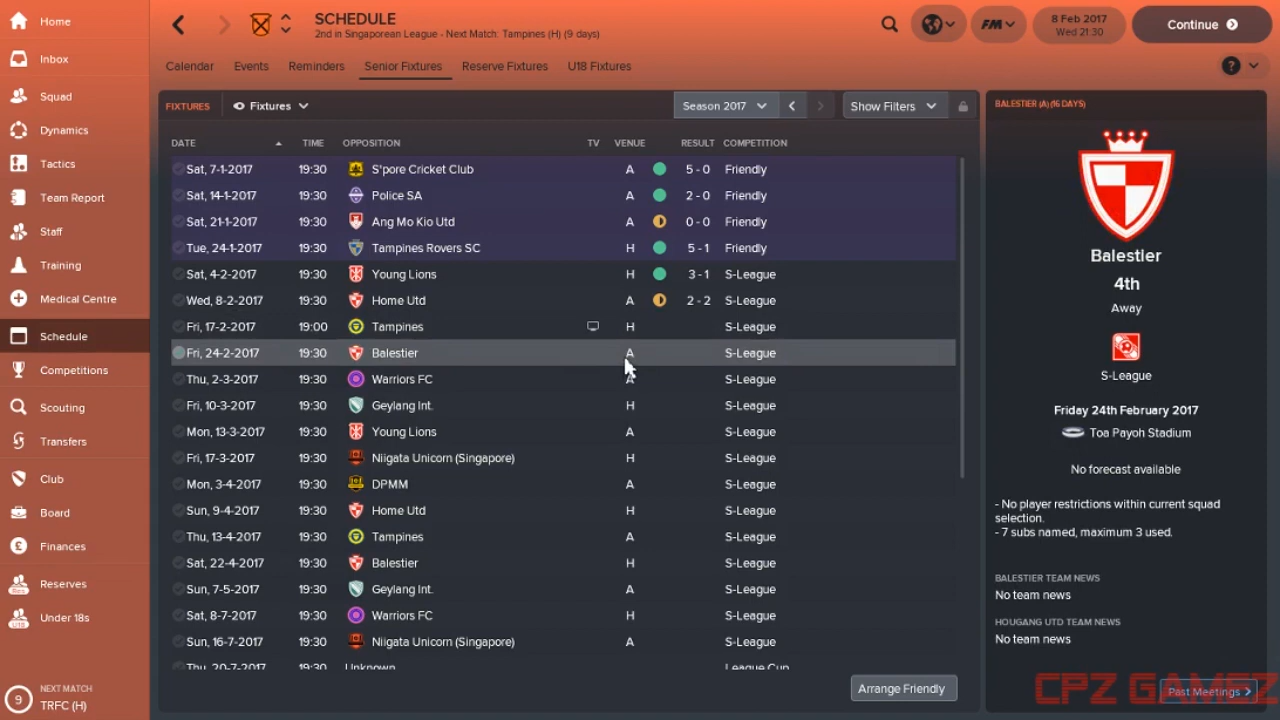 Home
Inbox
Squad
Dynamics
Tactics
Team Report
Staff
Training
Medical Centre
Schedule
Competitions
Scouting
Transfers
Club
Board
Finances
Reserves
Under 18s
9 NEXT MATCH
TRFC (H)
SCHEDULE
2nd in Singaporean League - Next Match: Tampines (H) (9 days)
FM
8 Feb 2017
Wed 21:30
Continue
Calendar Events Reminders Senior Fixtures Reserve Fixtures U18 Fixtures
?
FIXTURES Fixtures Season 2017 Show Filters
DATE TIME OPPOSITION TV VENUE RESULT COMPETITION
Sat, 7-1-2017 19:30 S'pore Cricket Club A 5 - 0 Friendly
Sat, 14-1-2017 19:30 Police SA A 2 - 0 Friendly
Sat, 21-1-2017 19:30 Ang Mo Kio Utd A 0 - 0 Friendly
Tue, 24-1-2017 19:30 Tampines Rovers SC H 5 - 1 Friendly
Sat, 4-2-2017 19:30 Young Lions H 3 - 1 S-League
Wed, 8-2-2017 19:30 Home Utd A 2 - 2 S-League
Fri, 17-2-2017 19:00 Tampines H S-League
Fri, 24-2-2017 19:30 Balestier A S-League
Thu, 2-3-2017 19:30 Warriors FC A S-League
Fri, 10-3-2017 19:30 Geylang Int. H S-League
Mon, 13-3-2017 19:30 Young Lions A S-League
Fri, 17-3-2017 19:30 Niigata Unicorn (Singapore) H S-League
Mon, 3-4-2017 19:30 DPMM A S-League
Sun, 9-4-2017 19:30 Home Utd H S-League
Thu, 13-4-2017 19:30 Tampines A S-League
Sat, 22-4-2017 19:30 Balestier H S-League
Sun, 7-5-2017 19:30 Geylang Int. A S-League
Sat, 8-7-2017 19:30 Warriors FC H S-League
Sun, 16-7-2017 19:30 Niigata Unicorn (Singapore) A S-League
Thu, 20-7-2017 19:30 Unknown League Cup
Arrange Friendly
BALESTIER (A) (16 DAYS)
Balestier
4th
Away
S-League
Friday 24th February 2017
Toa Payoh Stadium
No forecast available
- No player restrictions within current squad
selection.
- 7 subs named, maximum 3 used.
BALESTIER TEAM NEWS
No team news
HOUGANG UTD TEAM NEWS
No team news
Past Meetings
CPZ GAMEZ